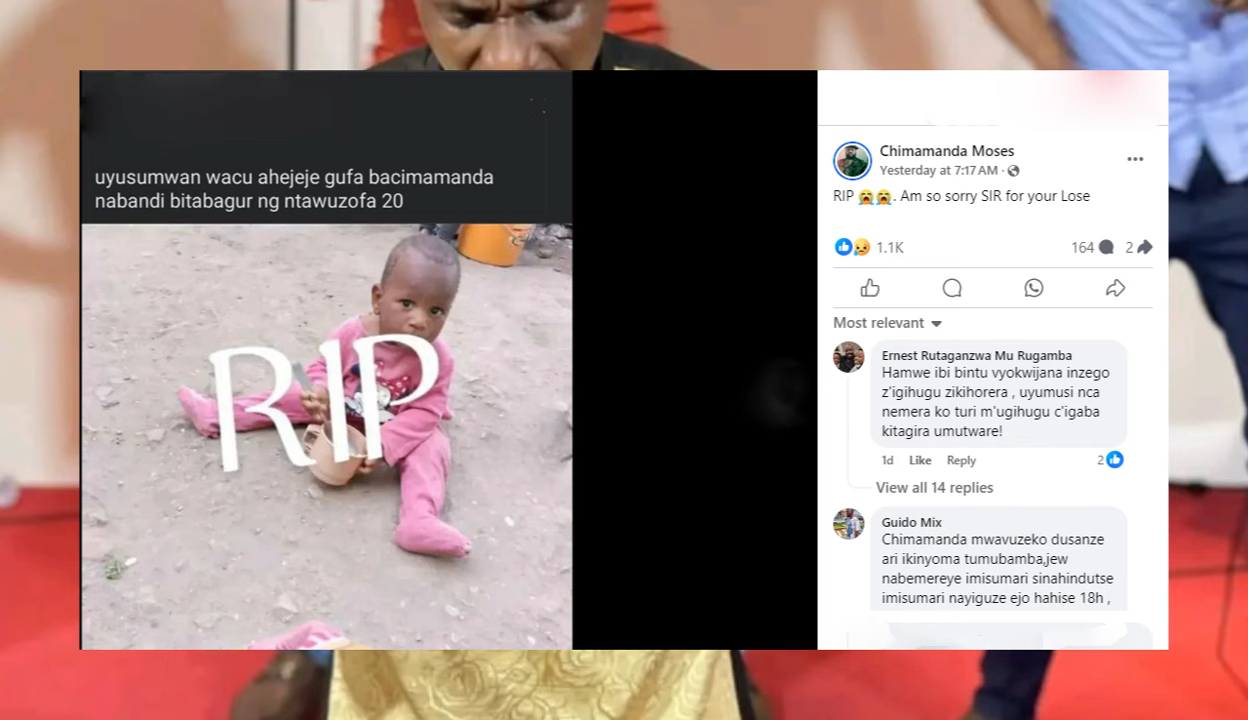 uyusumwan wacu ahejeje gufa bacimamanda
nabandi bitabagur ng ntawuzofa 20
RIP
Chimamanda Moses
Yesterday at 7:17 AM ·
RIP 😭😭. Am so sorry SIR for your Lose
1.1K
164
2
Most relevant
Ernest Rutaganzwa Mu Rugamba
Hamwe ibi bintu vyokwijana inzego
z'igihugu zikihorera , uyumusi nca
nemera ko turi m'ugihugu c'igaba
kitagira umutware!
1d Like Reply
2
View all 14 replies
Guido Mix
Chimamanda mwavuzeko dusanze
ari ikinyoma tumubamba,jew
nabemereye imisumari sinahindutse
imisumari nayiguze ejo hahise 18h ,